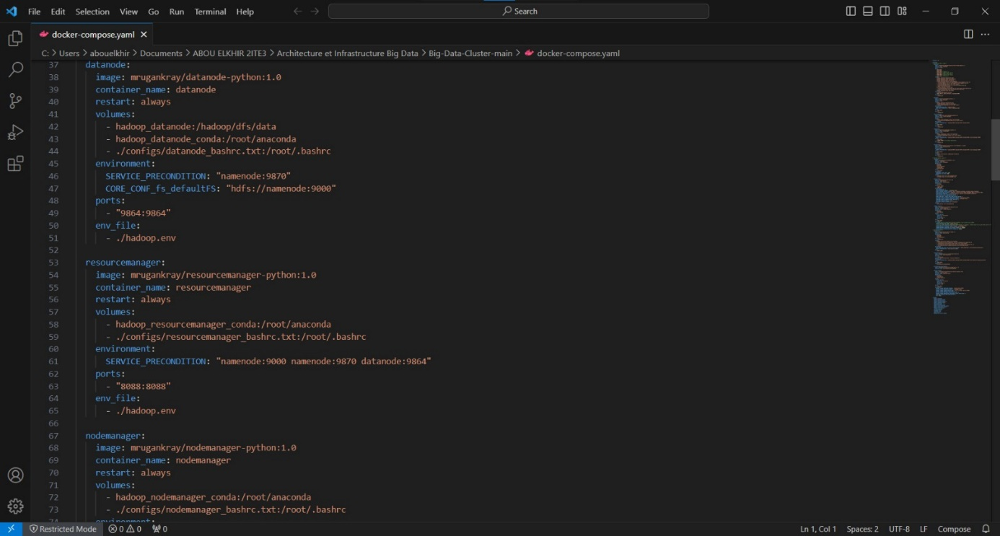 File Edit Selection View Go Run Terminal Help Search
docker-compose.yaml
C: > Users > abouelkhir > Documents > ABOU ELKHIR 2ITE3 > Architecture et Infrastructure Big Data > Big-Data-Cluster-main > docker-compose.yaml
37 datanode:
38 image: mrugankray/datanode-python:1.0
39 container_name: datanode
40 restart: always
41 volumes:
42 - hadoop_datanode:/hadoop/dfs/data
43 - hadoop_datanode_conda:/root/anaconda
44 - ./configs/datanode_bashrc.txt:/root/.bashrc
45 environment:
46 SERVICE_PRECONDITION: "namenode:9870"
47 CORE_CONF_fs_defaultFS: "hdfs://namenode:9000"
48 ports:
49 - "9864:9864"
50 env_file:
51 - ./hadoop.env
52
53 resourcemanager:
54 image: mrugankray/resourcemanager-python:1.0
55 container_name: resourcemanager
56 restart: always
57 volumes:
58 - hadoop_resourcemanager_conda:/root/anaconda
59 - ./configs/resourcemanager_bashrc.txt:/root/.bashrc
60 environment:
61 SERVICE_PRECONDITION: "namenode:9000 namenode:9870 datanode:9864"
62 ports:
63 - "8088:8088"
64 env_file:
65 - ./hadoop.env
66
67 nodemanager:
68 image: mrugankray/nodemanager-python:1.0
69 container_name: nodemanager
70 restart: always
71 volumes:
72 - hadoop_nodemanager_conda:/root/anaconda
73 - ./configs/nodemanager_bashrc.txt:/root/.bashrc
74 environment:
Restricted Mode 0 0 0 Ln 1, Col 1 Spaces: 2 UTF-8 LF Compose